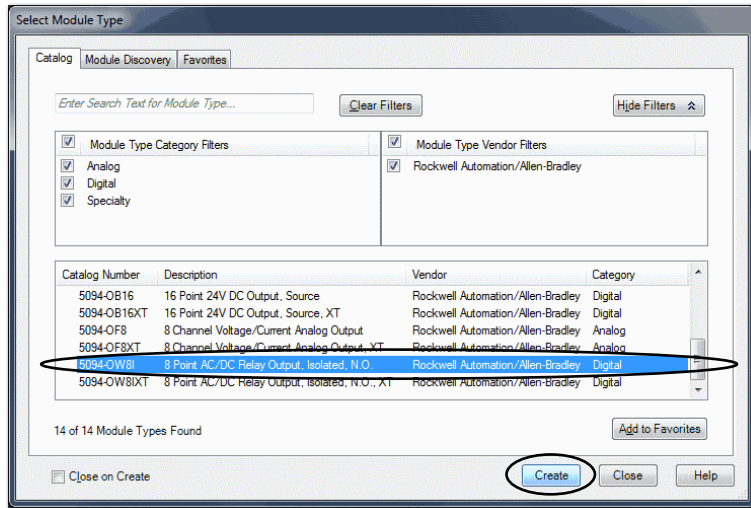 Select Module Type
Catalog Module Discovery Favorites
Enter Search Text for Module Type... Clear Filters Hide Filters
Module Type Category Filters Module Type Vendor Filters
Analog Rockwell Automation/Allen-Bradley
Digital
Specialty
Catalog Number Description Vendor Category
5094-OB16 16 Point 24V DC Output, Source Rockwell Automation/Allen-Bradley Digital
5094-OB16XT 16 Point 24V DC Output, Source, XT Rockwell Automation/Allen-Bradley Digital
5094-OF8 8 Channel Voltage/Current Analog Output Rockwell Automation/Allen-Bradley Analog
5094-OF8XT 8 Channel Voltage/Current Analog Output, XT Rockwell Automation/Allen-Bradley Analog
5094-OW8I 8 Point AC/DC Relay Output, Isolated, N.O. Rockwell Automation/Allen-Bradley Digital
5094-OW8IXT 8 Point AC/DC Relay Output, Isolated, N.O., XT Rockwell Automation/Allen-Bradley Digital
14 of 14 Module Types Found Add to Favorites
Close on Create Create Close Help